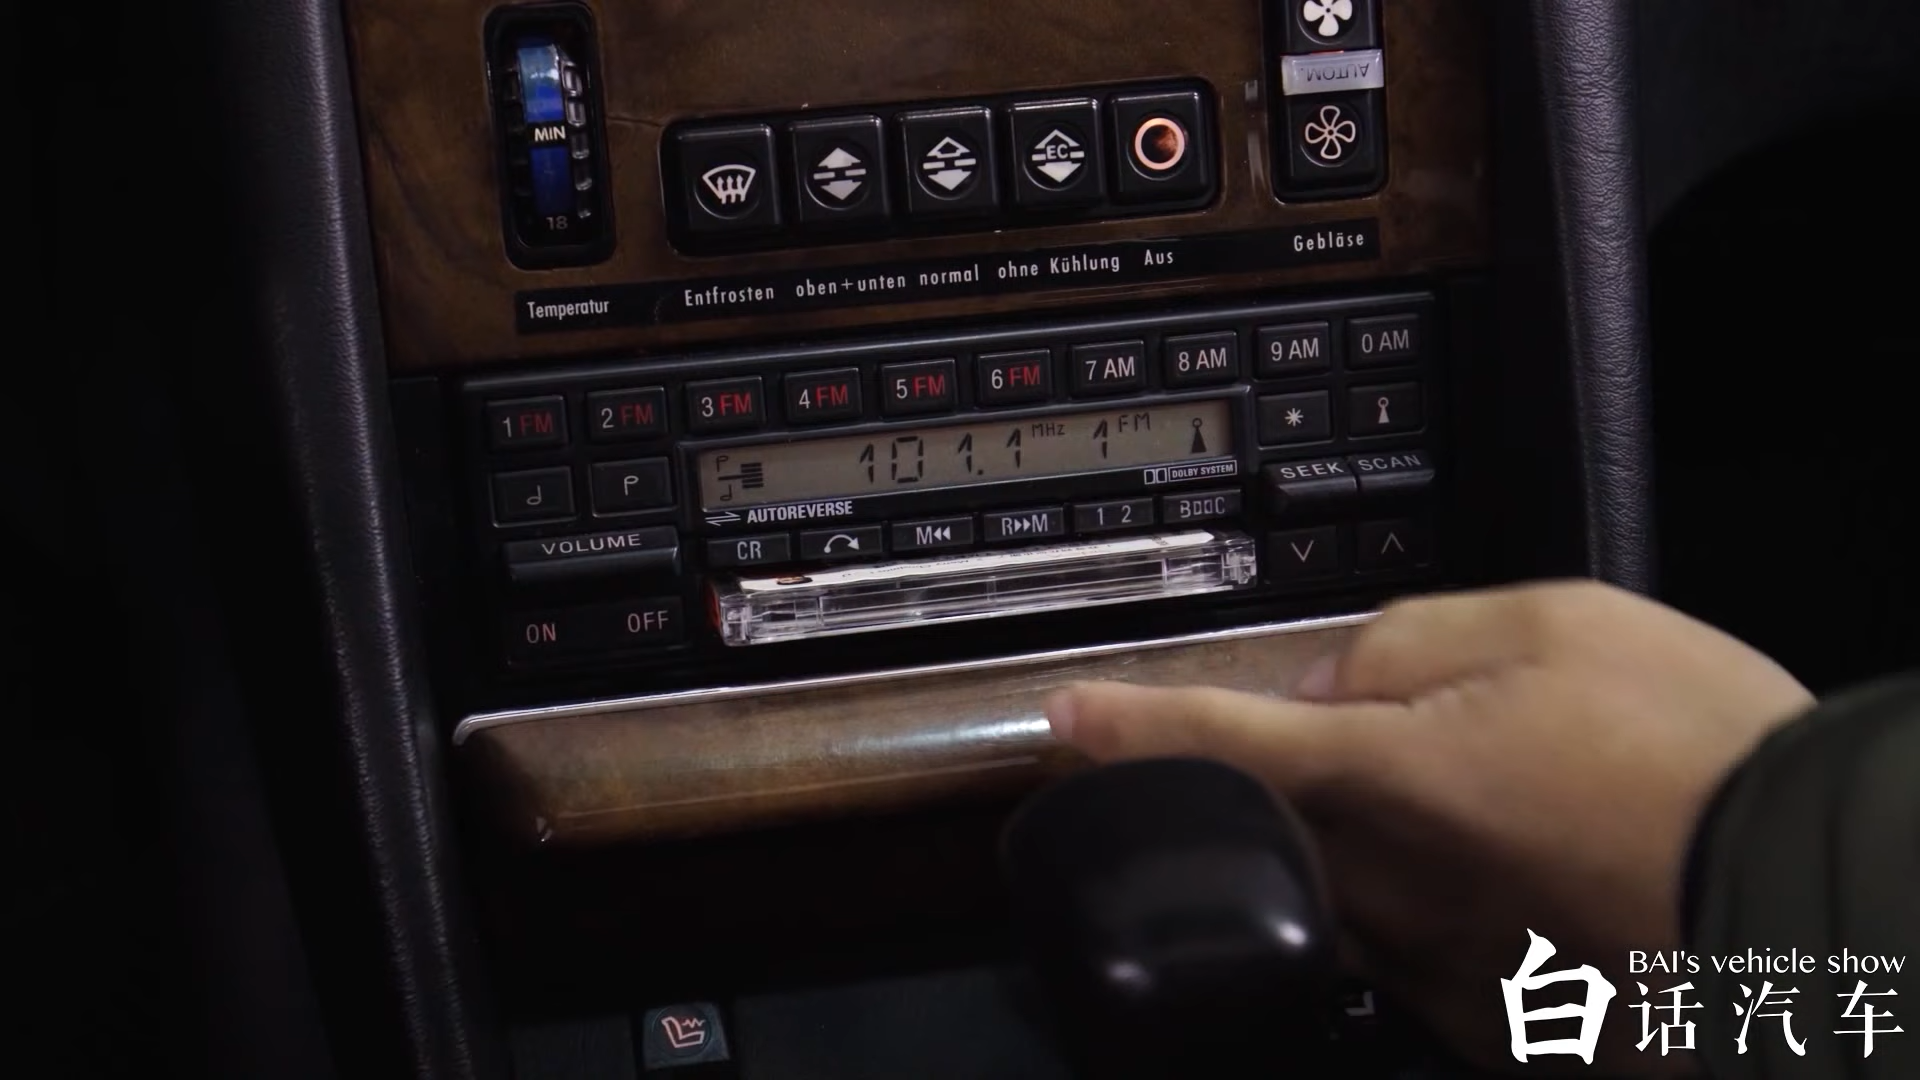 AUTOM.
MIN
18
EC
Temperatur
Entfrosten oben+unten normal ohne Kühlung Aus
Gebläse
1 FM 2 FM 3 FM 4 FM 5 FM 6 FM 7 AM 8 AM 9 AM 0 AM
P
d
101.1 MHz 1 FM
DOLBY SYSTEM
AUTOREVERSE
SEEK SCAN
VOLUME
CR M R M 1 2 B C
ON OFF
BAI's vehicle show
白话汽车